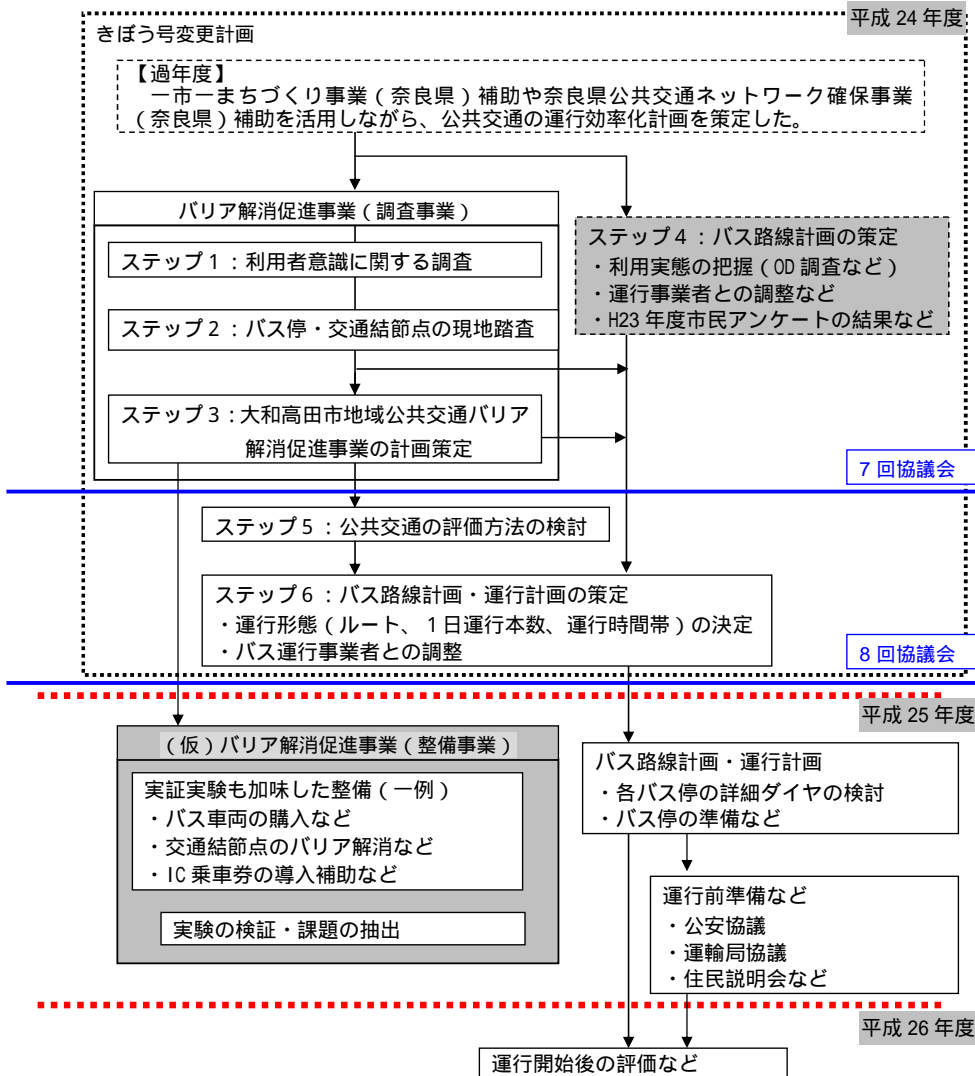 平成 24 年度
きぼう号変更計画
【過年度】
一市一まちづくり事業（奈良県）補助や奈良県公共交通ネットワーク確保事業
（奈良県）補助を活用しながら、公共交通の運行効率化計画を策定した。
バリア解消促進事業（調査事業）
ステップ1：利用者意識に関する調査
ステップ2：バス停・交通結節点の現地踏査
ステップ3：大和高田市地域公共交通バリア
解消促進事業の計画策定
ステップ4：バス路線計画の策定
・利用実態の把握（OD 調査など）
・運行事業者との調整など
・H23 年度市民アンケートの結果など
7 回協議会
ステップ5：公共交通の評価方法の検討
ステップ6：バス路線計画・運行計画の策定
・運行形態（ルート、1日運行本数、運行時間帯）の決定
・バス運行事業者との調整
8 回協議会
平成 25 年度
（仮）バリア解消促進事業（整備事業）
実証実験も加味した整備（一例）
・バス車両の購入など
・交通結節点のバリア解消など
・IC 乗車券の導入補助など
実験の検証・課題の抽出
バス路線計画・運行計画
・各バス停の詳細ダイヤの検討
・バス停の準備など
運行前準備など
・公安協議
・運輸局協議
・住民説明会など
平成 26 年度
運行開始後の評価など